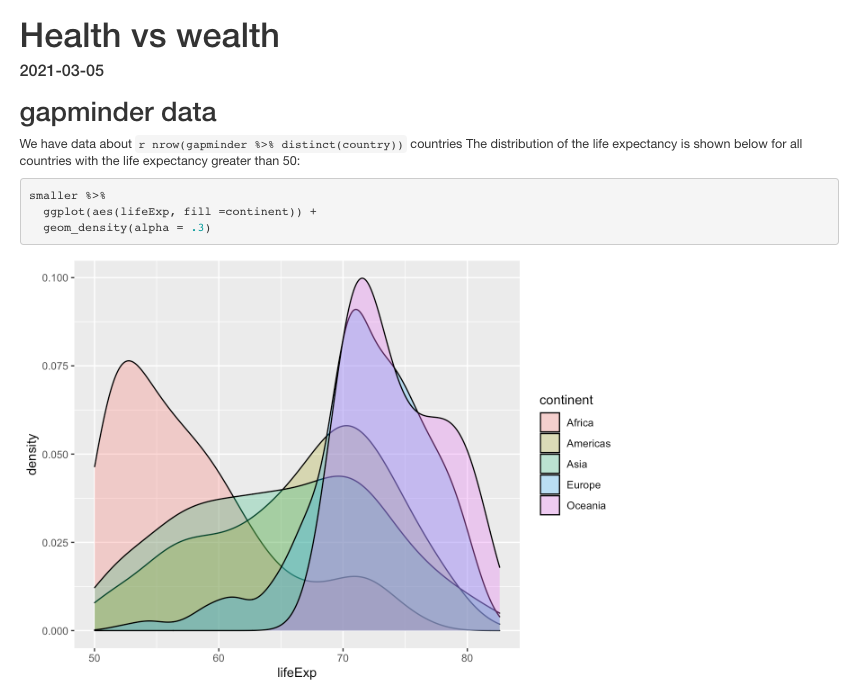 Health vs wealth
2021-03-05
gapminder data
We have data about r nrow(gapminder %>% distinct(country)) countries The distribution of the life expectancy is shown below for all
countries with the life expectancy greater than 50:
smaller %>%
  ggplot(aes(lifeExp, fill =continent)) +
  geom_density(alpha = .3)
0.100
0.075
0.050
0.025
0.000
density
50 60 70 80
lifeExp
continent
Africa
Americas
Asia
Europe
Oceania